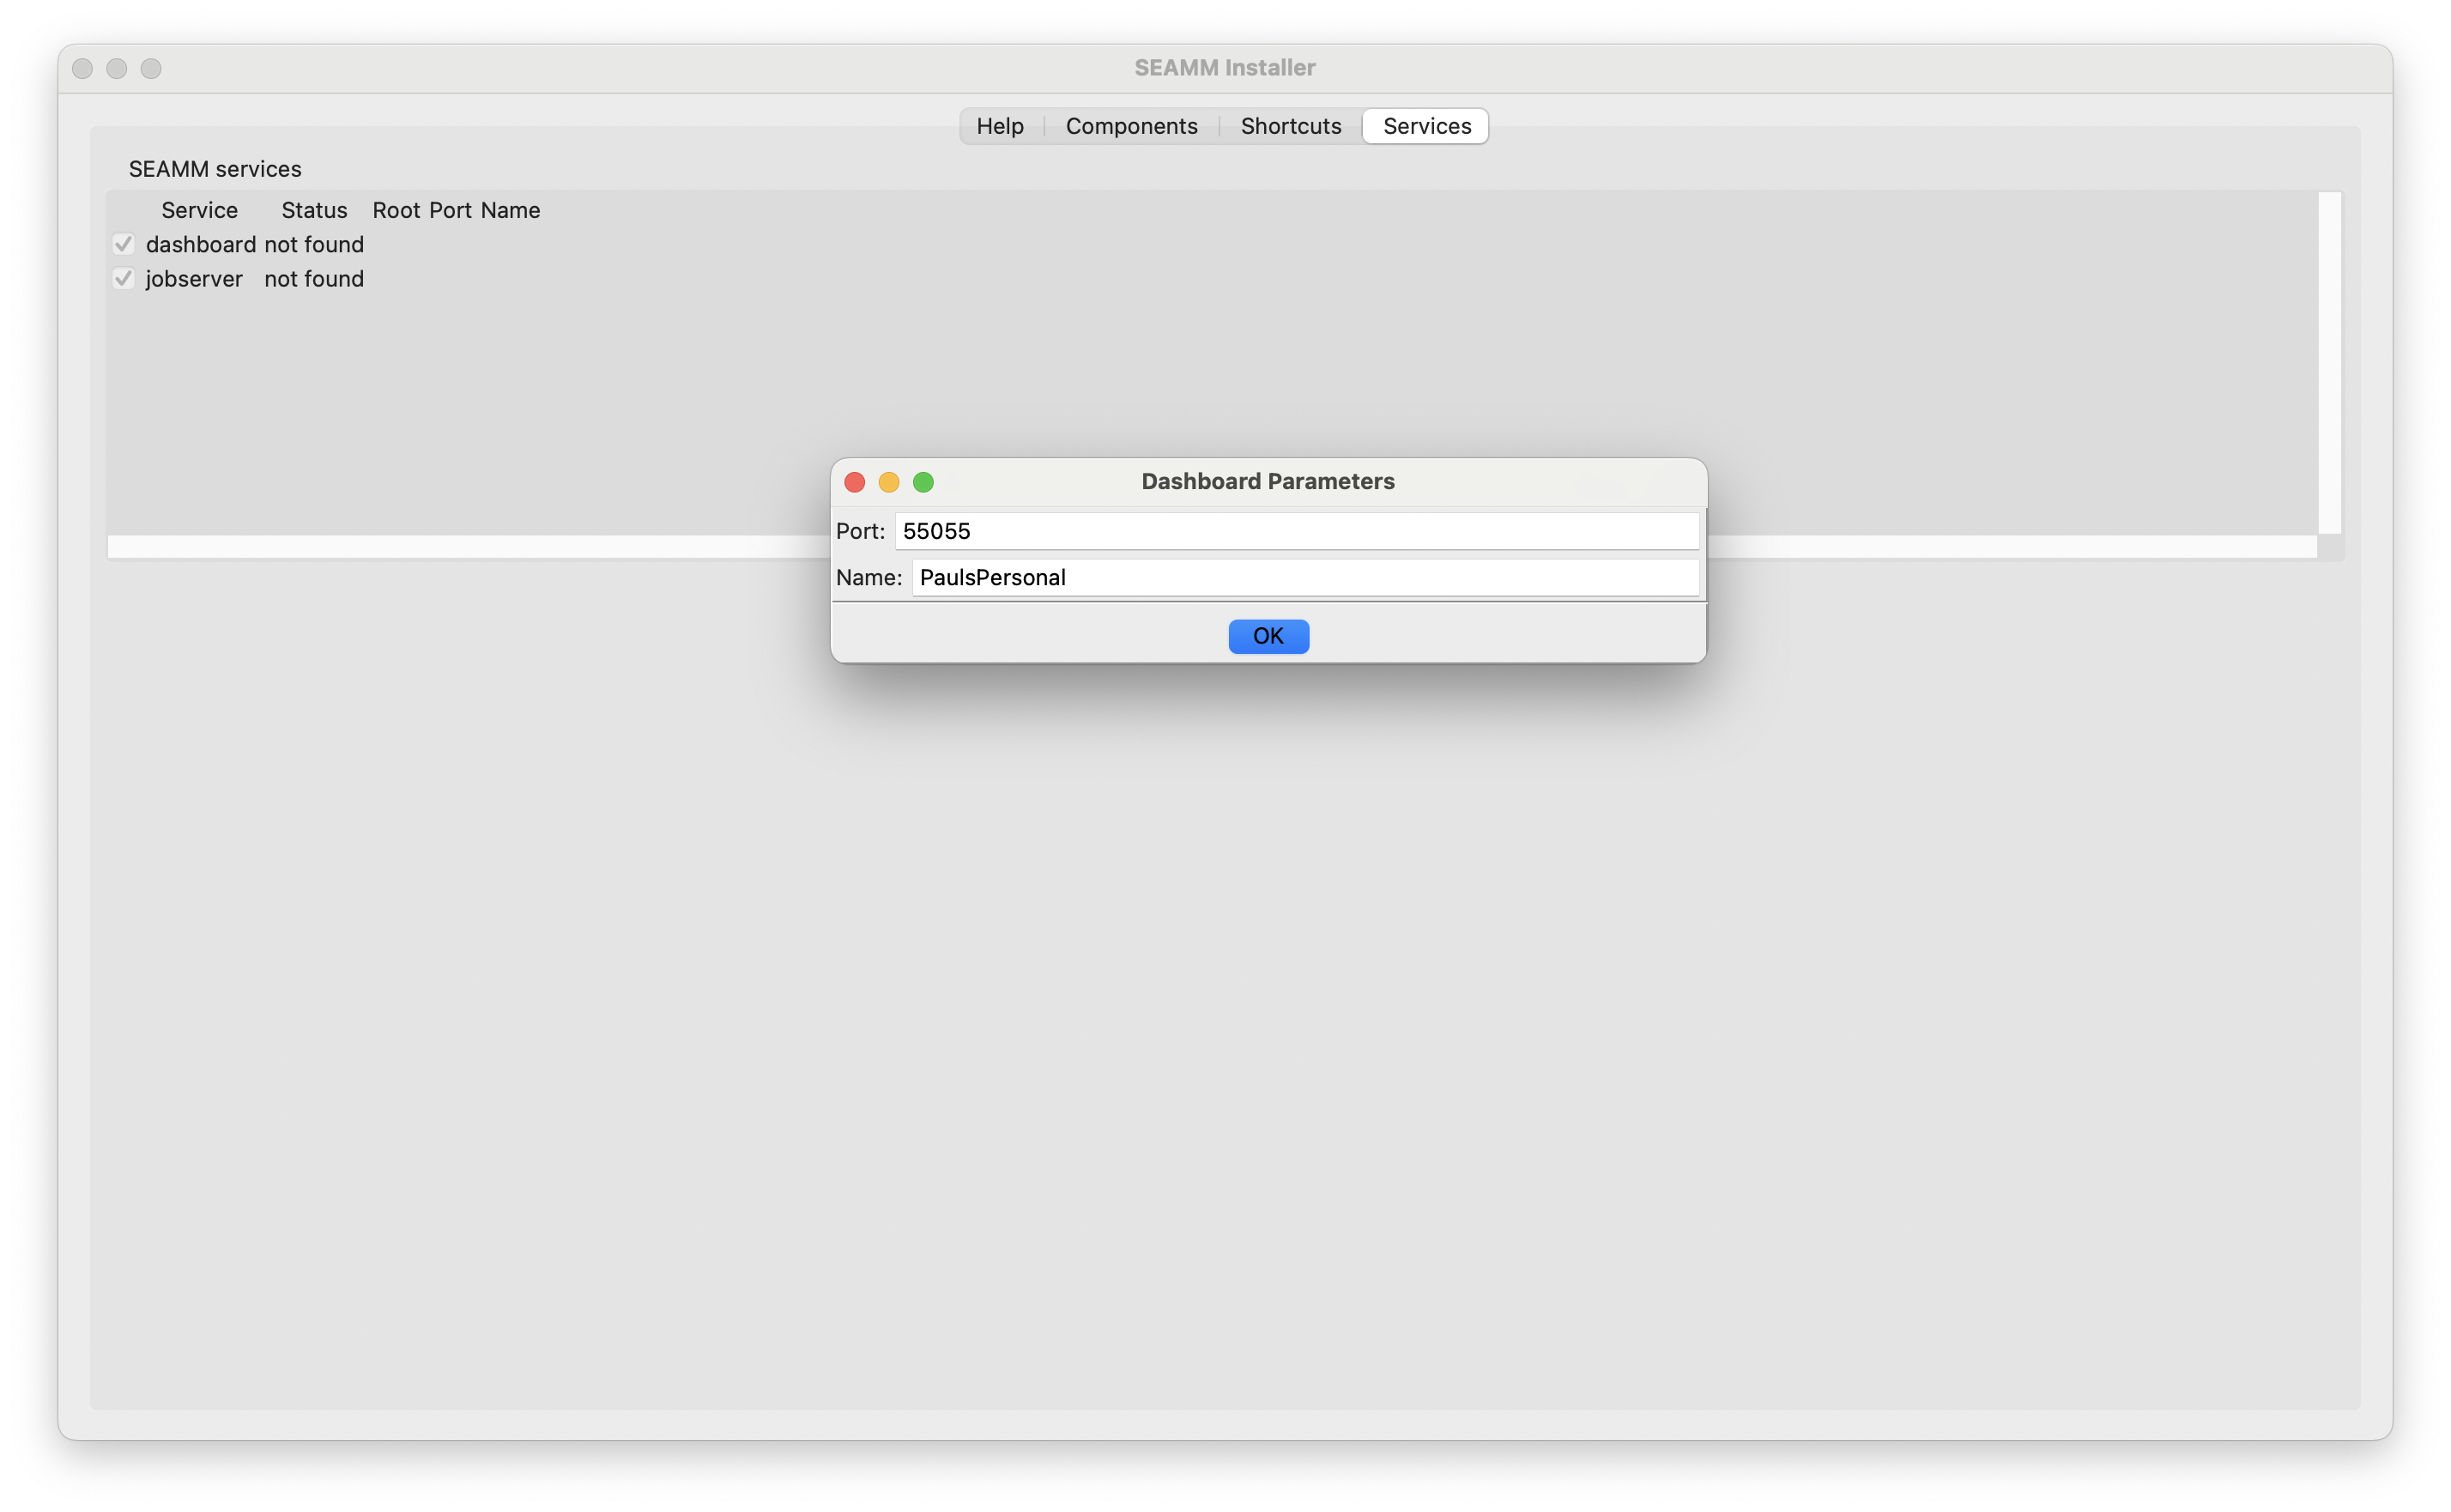 SEAMM Installer
Help Components Shortcuts Services
SEAMM services
Service Status Root Port Name
dashboard not found
jobserver not found
Dashboard Parameters
Port: 55055
Name: PaulsPersonal
OK